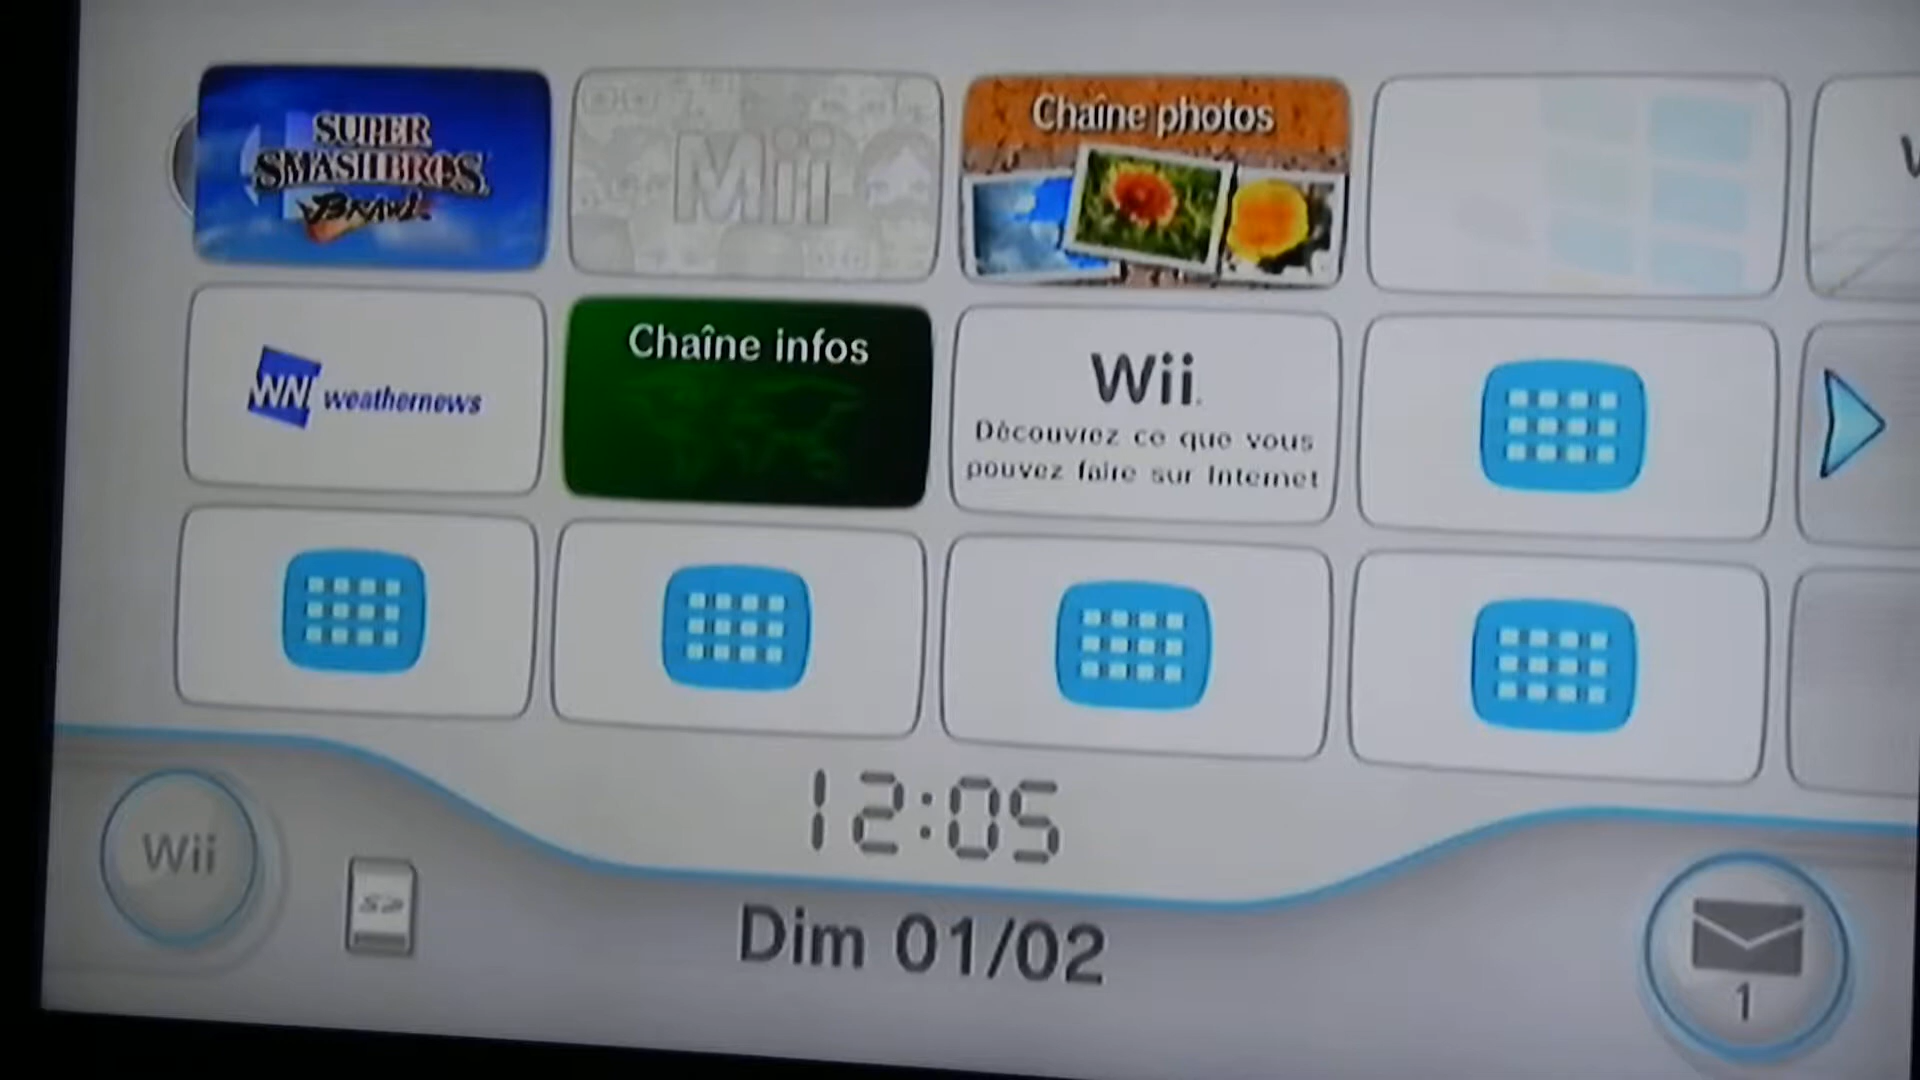 SUPER
SMASH BROS.
BRAWL
Mii
Chaîne photos
WN weathernews
Chaîne infos
Wii
Découvrez ce que vous
pouvez faire sur Internet
12:05
Wii
SD
Dim 01/02
1